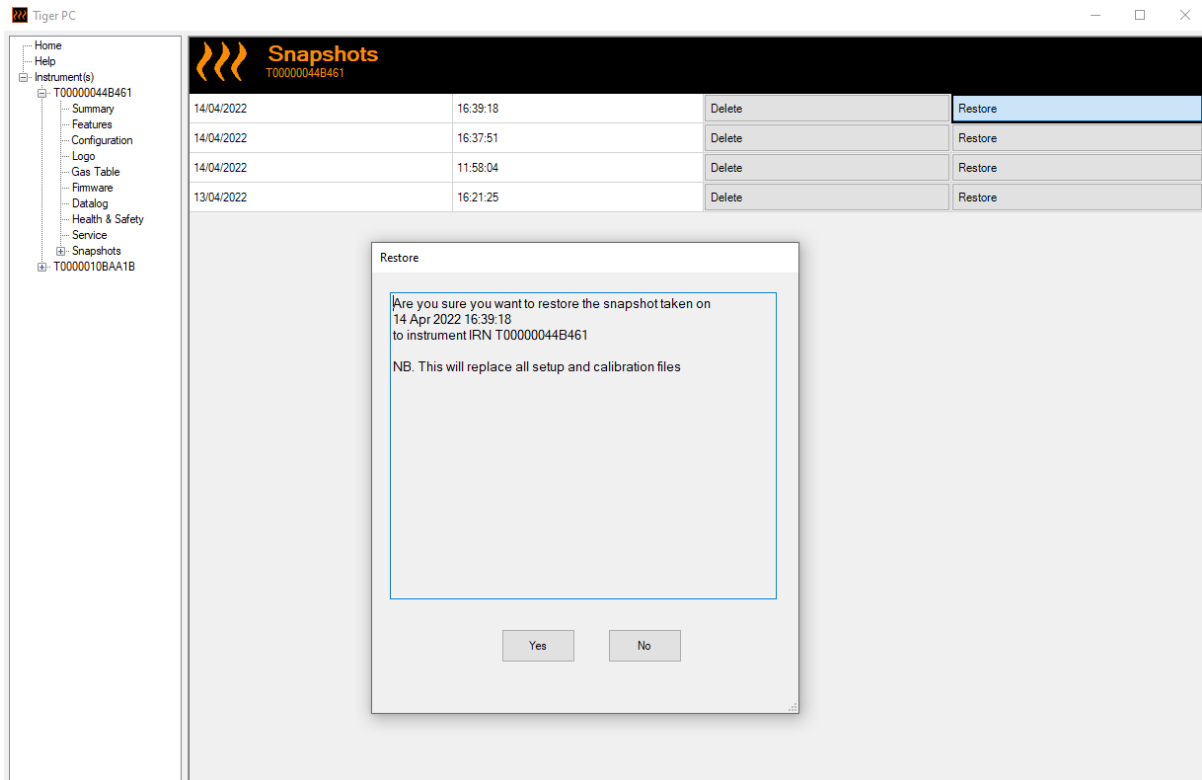 Tiger PC
Home
Help
Instrument(s)
T00000044B461
Summary
Features
Configuration
Logo
Gas Table
Firmware
Datalog
Health & Safety
Service
Snapshots
T0000010BAA1B
Snapshots
T00000044B461
14/04/2022 16:39:18 Delete Restore
14/04/2022 16:37:51 Delete Restore
14/04/2022 11:58:04 Delete Restore
13/04/2022 16:21:25 Delete Restore
Restore
Are you sure you want to restore the snapshot taken on
14 Apr 2022 16:39:18
to instrument IRN T00000044B461
NB. This will replace all setup and calibration files
Yes No